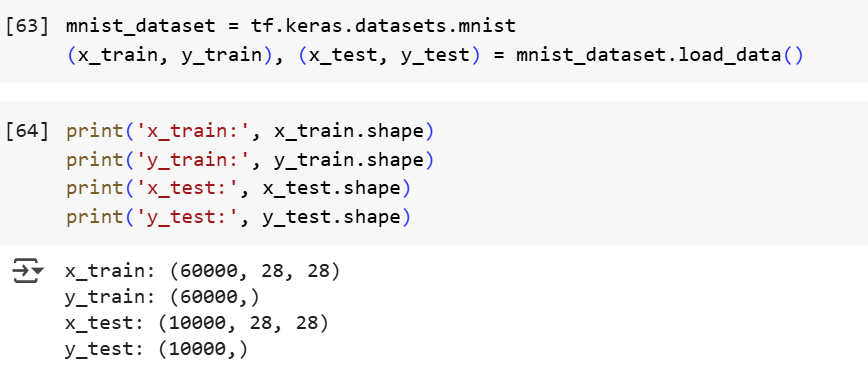 [63] mnist_dataset = tf.keras.datasets.mnist
(x_train, y_train), (x_test, y_test) = mnist_dataset.load_data()
[64] print('x_train:', x_train.shape)
print('y_train:', y_train.shape)
print('x_test:', x_test.shape)
print('y_test:', y_test.shape)
x_train: (60000, 28, 28)
y_train: (60000,)
x_test: (10000, 28, 28)
y_test: (10000,)